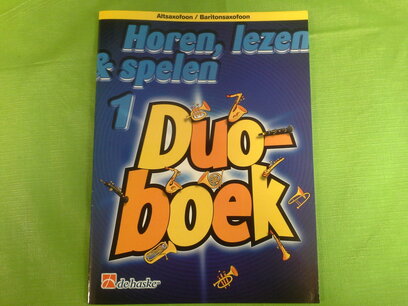 Altsaxofoon / Baritonsaxofoon
Horen, lezen
& spelen
1
Duo-
boek
de haske